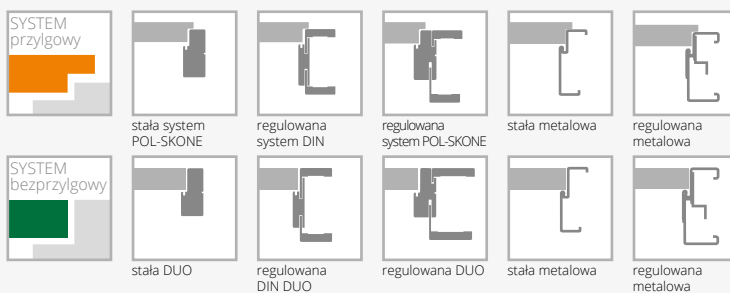 SYSTEM
przylgowy
stała system
POL-SKONE
regulowana
system DIN
regulowana
system POL-SKONE
stała metalowa
regulowana
metalowa
SYSTEM
bezprzylgowy
stała DUO
regulowana
DIN DUO
regulowana DUO
stała metalowa
regulowana
metalowa